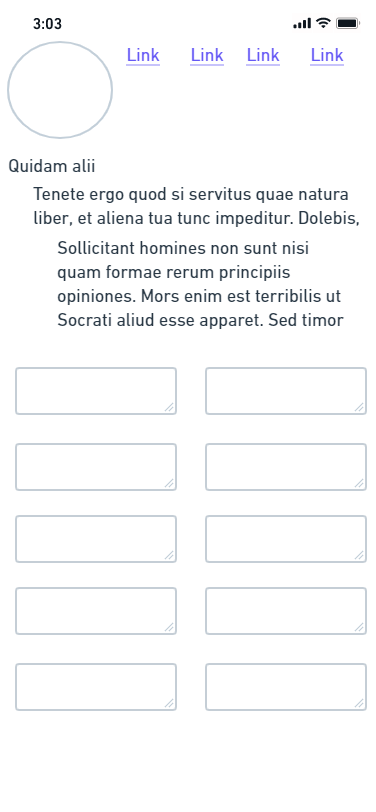 3:03
Link Link Link Link
Quidam alii
Tenete ergo quod si servitus quae natura
liber, et aliena tua tunc impeditur. Dolebis,
Sollicitant homines non sunt nisi
quam formae rerum principiis
opiniones. Mors enim est terribilis ut
Socrati aliud esse apparet. Sed timor